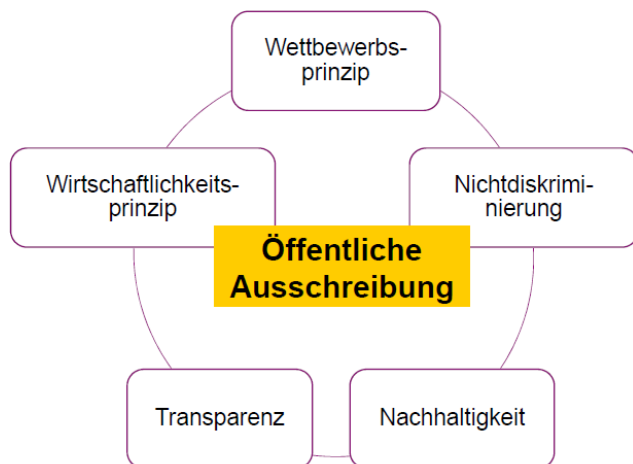 Wettbewerbs-
prinzip
Wirtschaftlichkeits-
prinzip
Nichtdiskrimi-
nierung
Öffentliche
Ausschreibung
Transparenz
Nachhaltigkeit